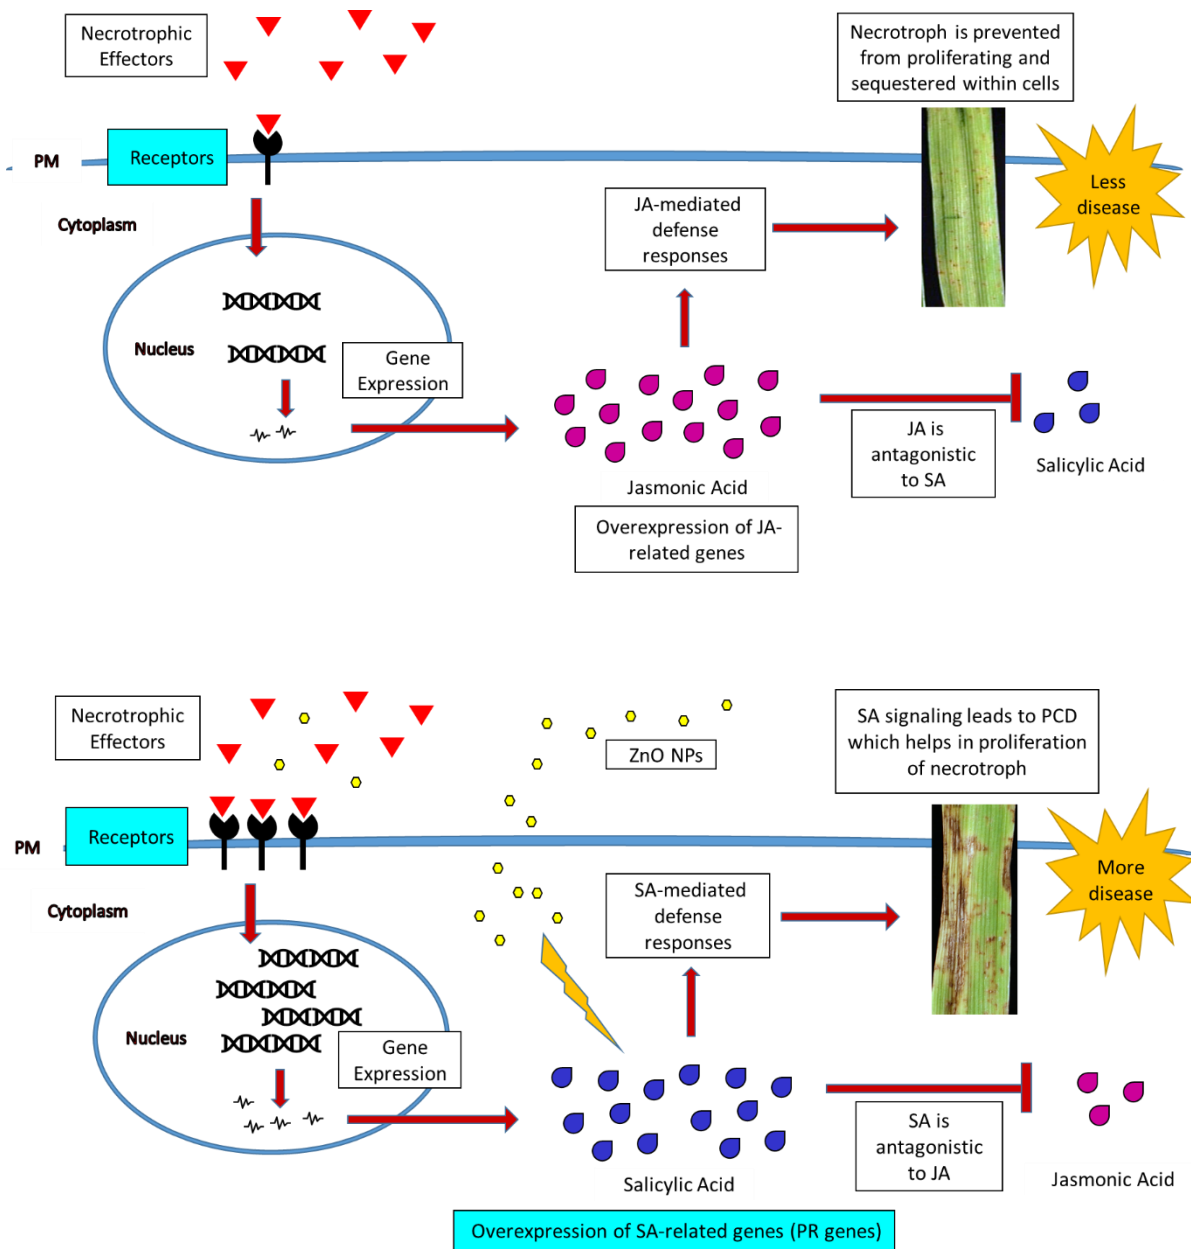 Necrotrophic
Effectors
Necrotroph is prevented
from proliferating and
sequestered within cells
PM
Receptors
Less
disease
Cytoplasm
JA-mediated
defense
responses
Nucleus
Gene
Expression
JA is
antagonistic
to SA
Salicylic Acid
Jasmonic Acid
Overexpression of JA-
related genes
Necrotrophic
Effectors
ZnO NPs
SA signaling leads to PCD
which helps in proliferation
of necrotroph
PM
Receptors
More
disease
Cytoplasm
SA-mediated
defense
responses
Nucleus
Gene
Expression
SA is
antagonistic
to JA
Salicylic Acid
Jasmonic Acid
Overexpression of SA-related genes (PR genes)